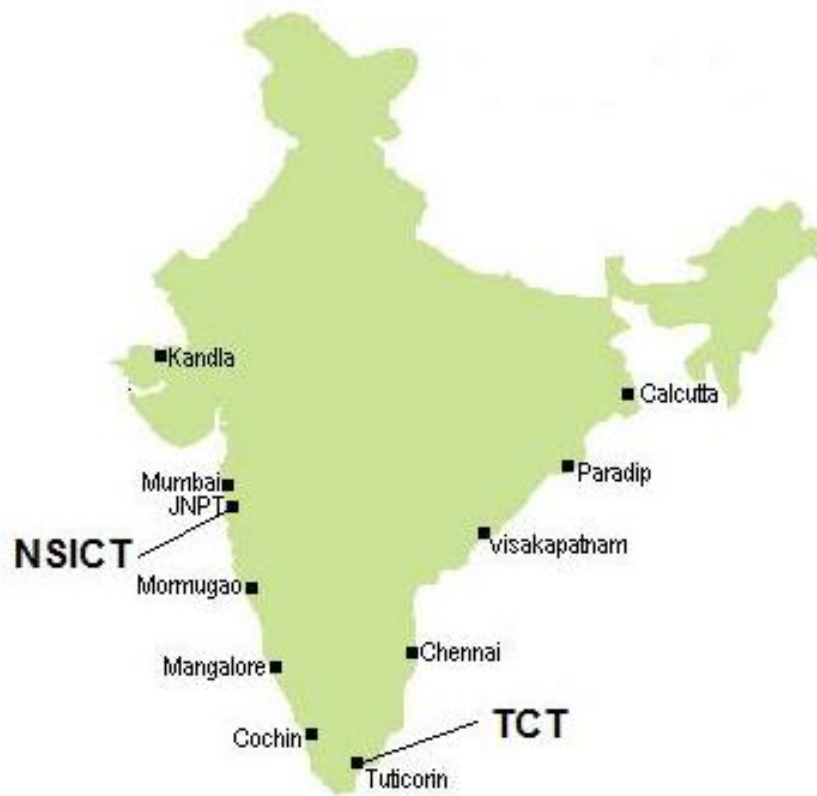 Kandla
Calcutta
Paradip
Mumbai
JNPT
visakapatnam
NSICT
Mormugao
Chennai
Mangalore
TCT
Cochin
Tuticorin